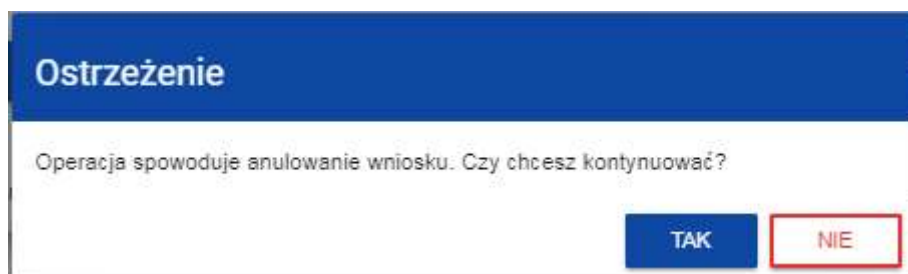 Ostrzeżenie
Operacja spowoduje anulowanie wniosku. Czy chcesz kontynuować?
TAK NIE